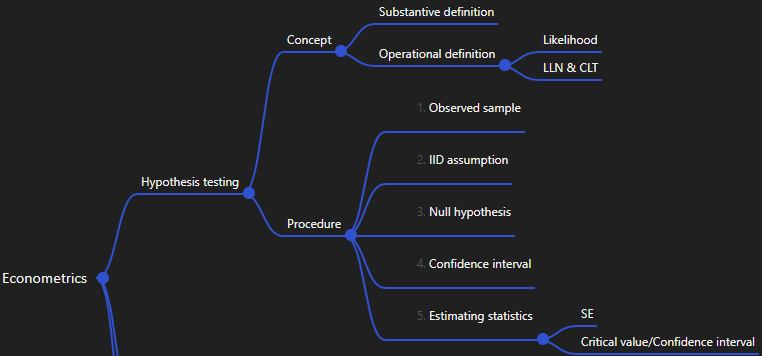 Substantive definition
Concept
Operational definition
Likelihood
LLN & CLT
1. Observed sample
2. IID assumption
Hypothesis testing
3. Null hypothesis
Procedure
4. Confidence interval
Econometrics
5. Estimating statistics
SE
Critical value/Confidence interval